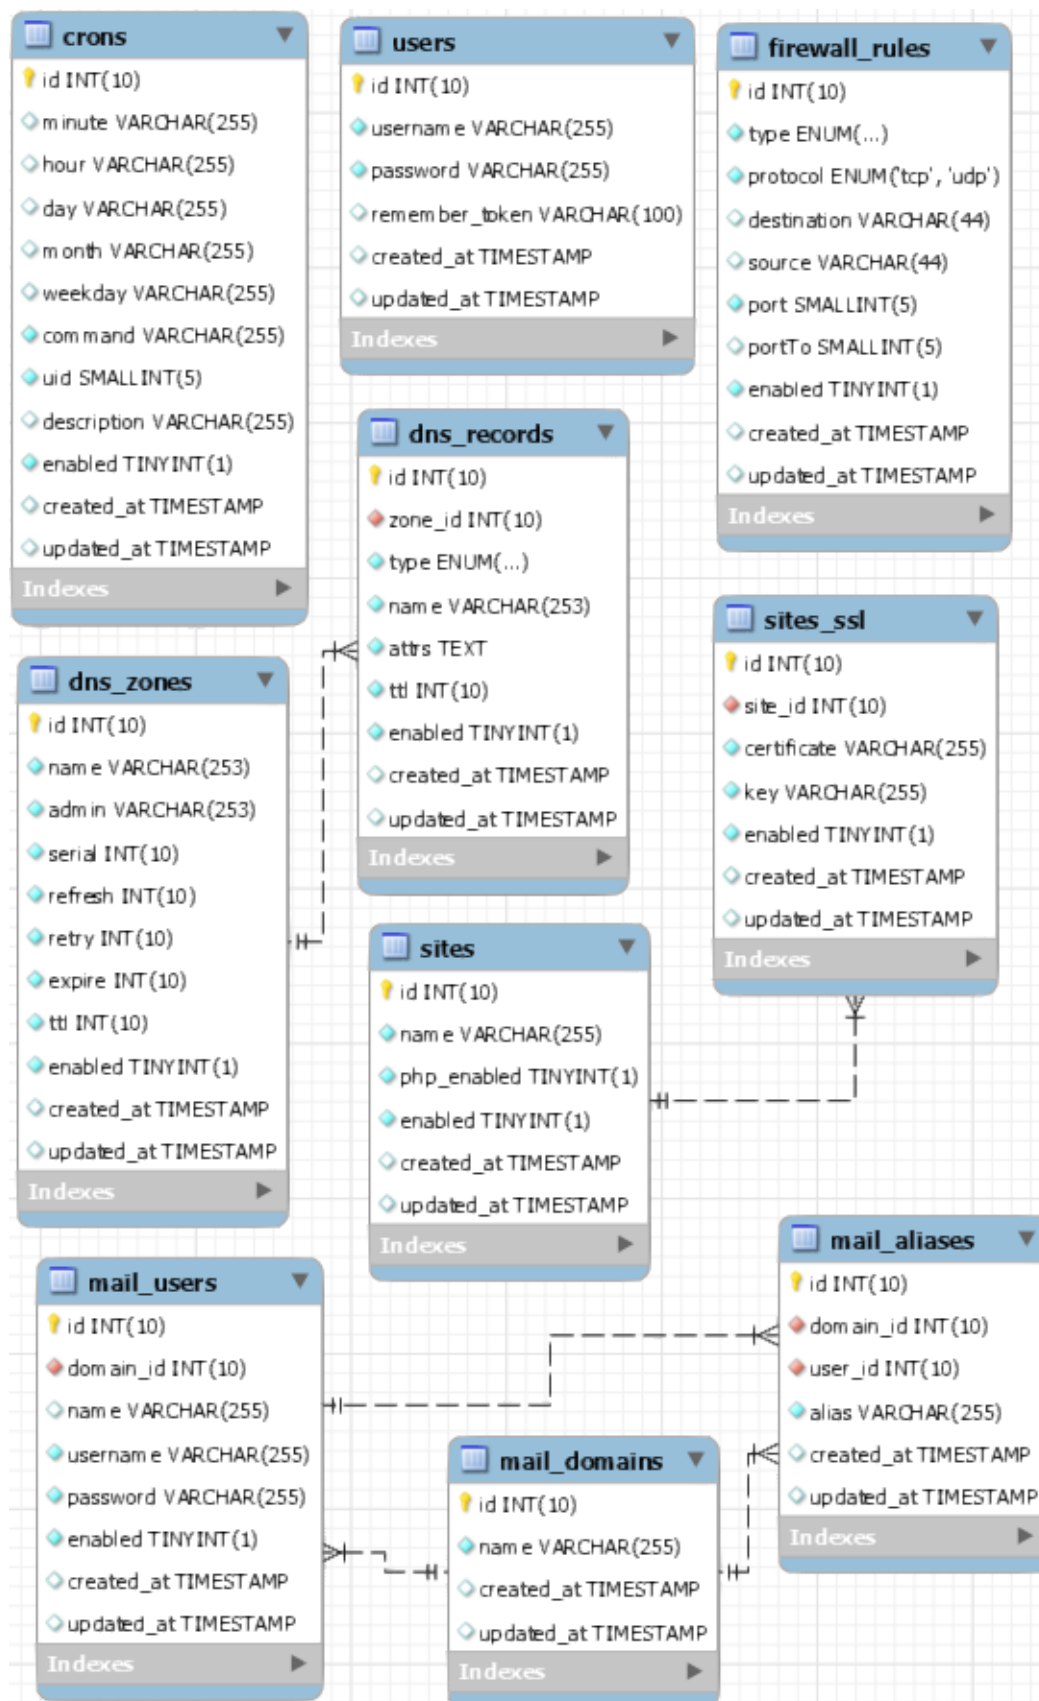 crons
id INT(10)
minute VARCHAR(255)
hour VARCHAR(255)
day VARCHAR(255)
month VARCHAR(255)
weekday VARCHAR(255)
command VARCHAR(255)
uid SMALLINT(5)
description VARCHAR(255)
enabled TINYINT(1)
created_at TIMESTAMP
updated_at TIMESTAMP
Indexes
users
id INT(10)
username VARCHAR(255)
password VARCHAR(255)
remember_token VARCHAR(100)
created_at TIMESTAMP
updated_at TIMESTAMP
Indexes
firewall_rules
id INT(10)
type ENUM(...)
protocol ENUM('tcp', 'udp')
destination VARCHAR(44)
source VARCHAR(44)
port SMALLINT(5)
portTo SMALLINT(5)
enabled TINYINT(1)
created_at TIMESTAMP
updated_at TIMESTAMP
Indexes
dns_records
id INT(10)
zone_id INT(10)
type ENUM(...)
name VARCHAR(253)
attrs TEXT
ttl INT(10)
enabled TINYINT(1)
created_at TIMESTAMP
updated_at TIMESTAMP
Indexes
sites_ssl
id INT(10)
site_id INT(10)
certificate VARCHAR(255)
key VARCHAR(255)
enabled TINYINT(1)
created_at TIMESTAMP
updated_at TIMESTAMP
Indexes
dns_zones
id INT(10)
name VARCHAR(253)
admin VARCHAR(253)
serial INT(10)
refresh INT(10)
retry INT(10)
expire INT(10)
ttl INT(10)
enabled TINYINT(1)
created_at TIMESTAMP
updated_at TIMESTAMP
Indexes
sites
id INT(10)
name VARCHAR(255)
php_enabled TINYINT(1)
enabled TINYINT(1)
created_at TIMESTAMP
updated_at TIMESTAMP
Indexes
mail_aliases
id INT(10)
domain_id INT(10)
user_id INT(10)
alias VARCHAR(255)
created_at TIMESTAMP
updated_at TIMESTAMP
Indexes
mail_users
id INT(10)
domain_id INT(10)
name VARCHAR(255)
username VARCHAR(255)
password VARCHAR(255)
enabled TINYINT(1)
created_at TIMESTAMP
updated_at TIMESTAMP
Indexes
mail_domains
id INT(10)
name VARCHAR(255)
created_at TIMESTAMP
updated_at TIMESTAMP
Indexes